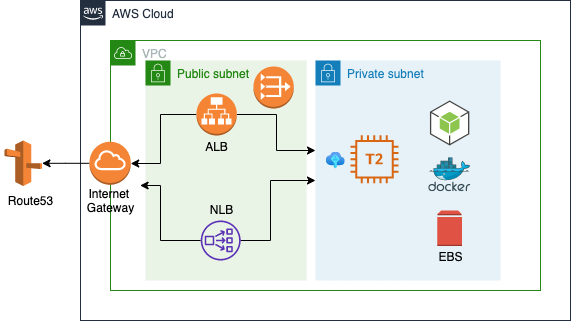 aws
AWS Cloud
VPC
Public subnet
Private subnet
ALB
T2
docker
Internet
Gateway
Route53
NLB
EBS